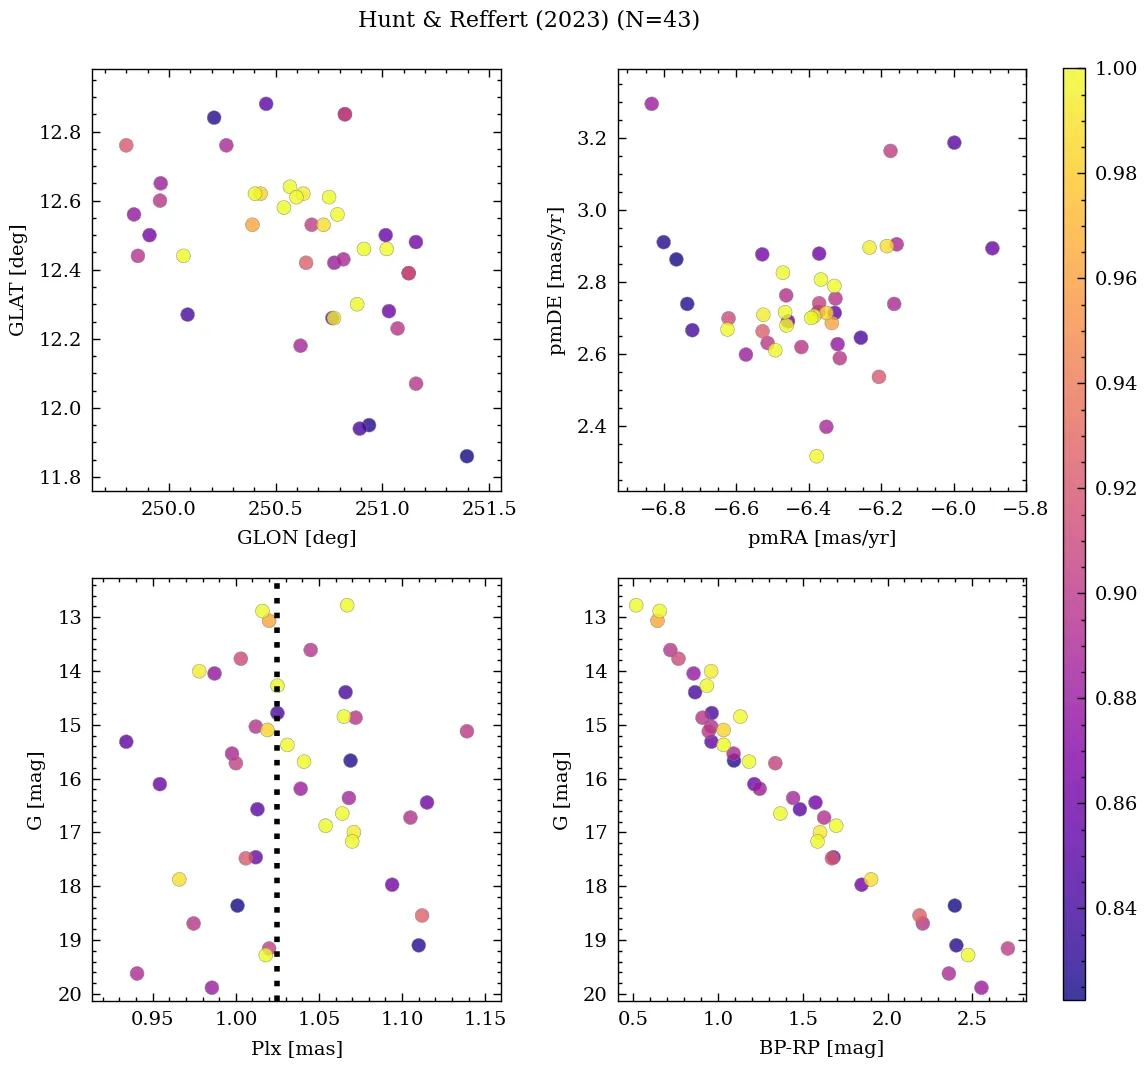 Hunt & Reffert (2023) (N=43)
12.8
12.6
12.4
12.2
12.0
11.8
GLAT [deg]
250.0 250.5 251.0 251.5
GLON [deg]
3.2
3.0
2.8
2.6
2.4
pmDE [mas/yr]
−6.8 −6.6 −6.4 −6.2 −6.0 −5.8
pmRA [mas/yr]
13
14
15
16
17
18
19
20
G [mag]
0.95 1.00 1.05 1.10 1.15
Plx [mas]
13
14
15
16
17
18
19
20
G [mag]
0.5 1.0 1.5 2.0 2.5
BP-RP [mag]
1.00
0.98
0.96
0.94
0.92
0.90
0.88
0.86
0.84